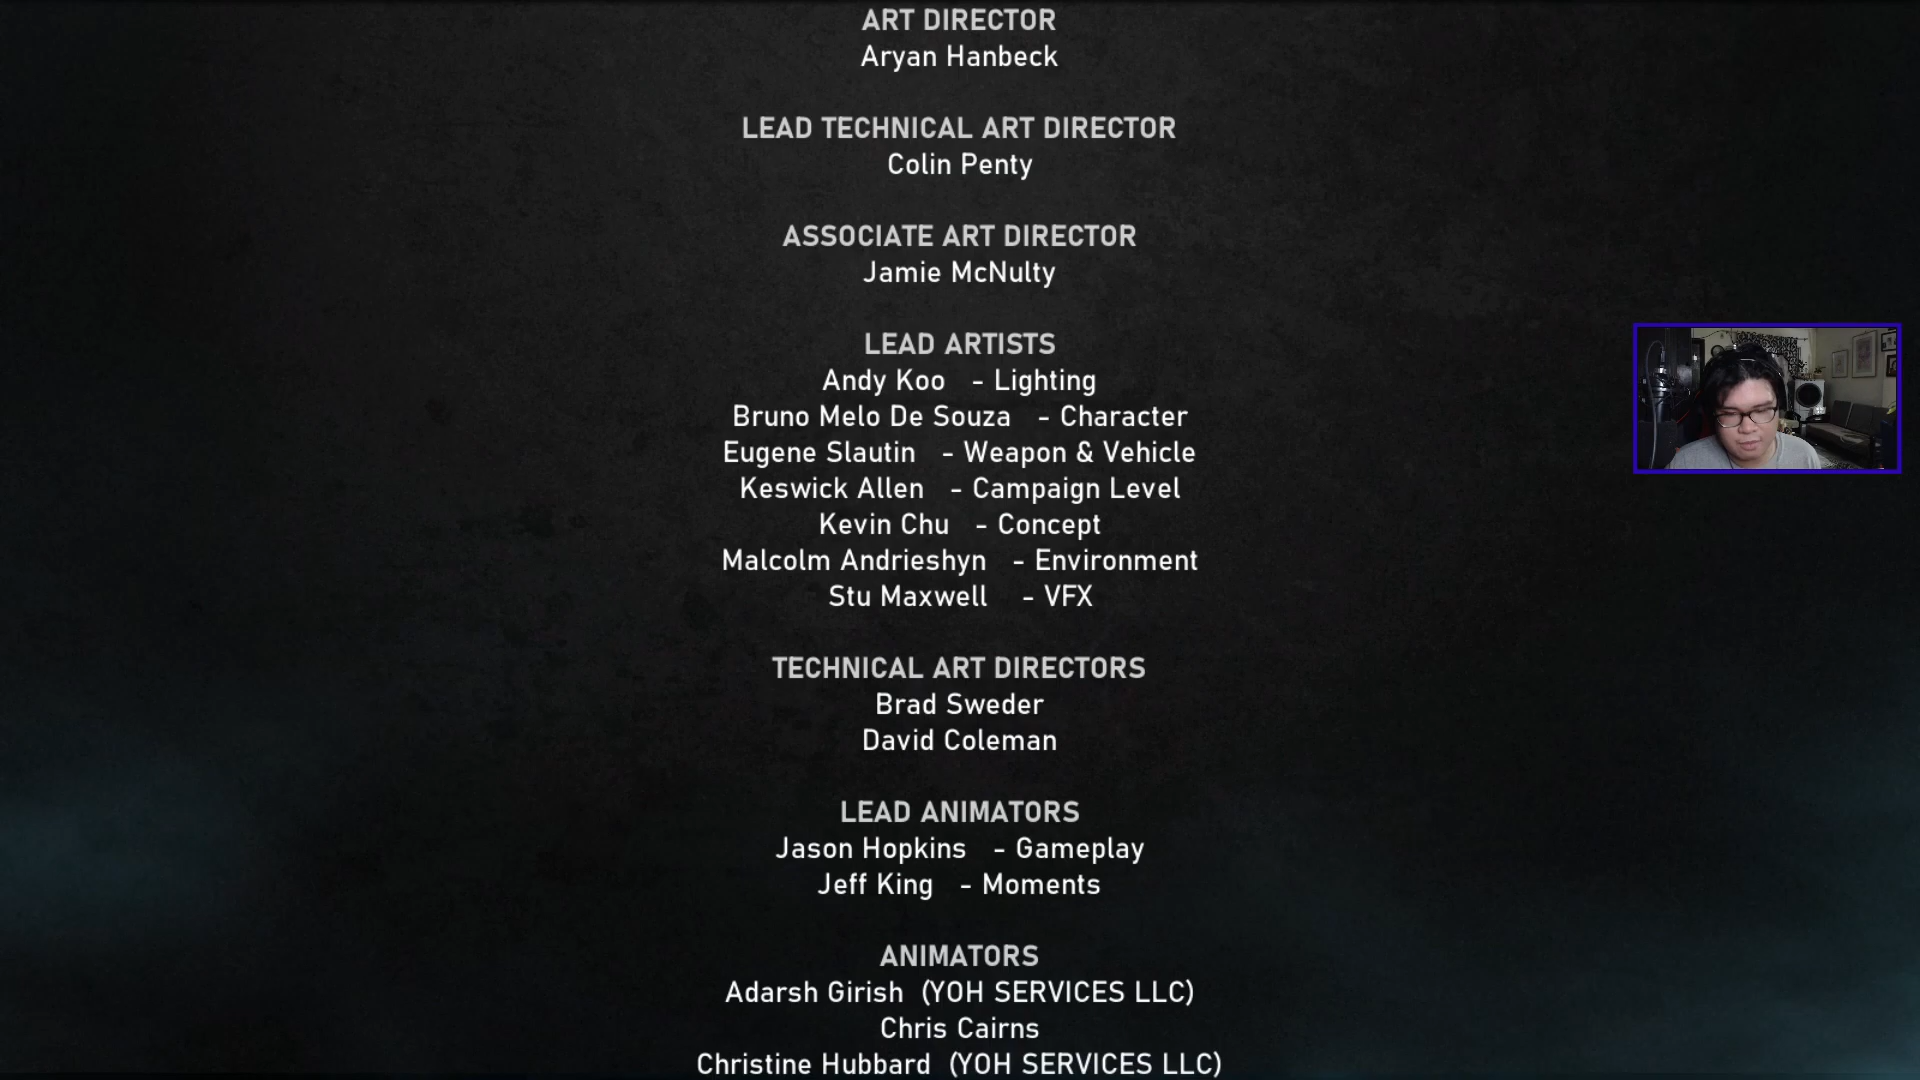 ART DIRECTOR
Aryan Hanbeck
LEAD TECHNICAL ART DIRECTOR
Colin Penty
ASSOCIATE ART DIRECTOR
Jamie McNulty
LEAD ARTISTS
Andy Koo - Lighting
Bruno Melo De Souza - Character
Eugene Slautin - Weapon & Vehicle
Keswick Allen - Campaign Level
Kevin Chu - Concept
Malcolm Andrieshyn - Environment
Stu Maxwell - VFX
TECHNICAL ART DIRECTORS
Brad Sweder
David Coleman
LEAD ANIMATORS
Jason Hopkins - Gameplay
Jeff King - Moments
ANIMATORS
Adarsh Girish (YOH SERVICES LLC)
Chris Cairns
Christine Hubbard (YOH SERVICES LLC)